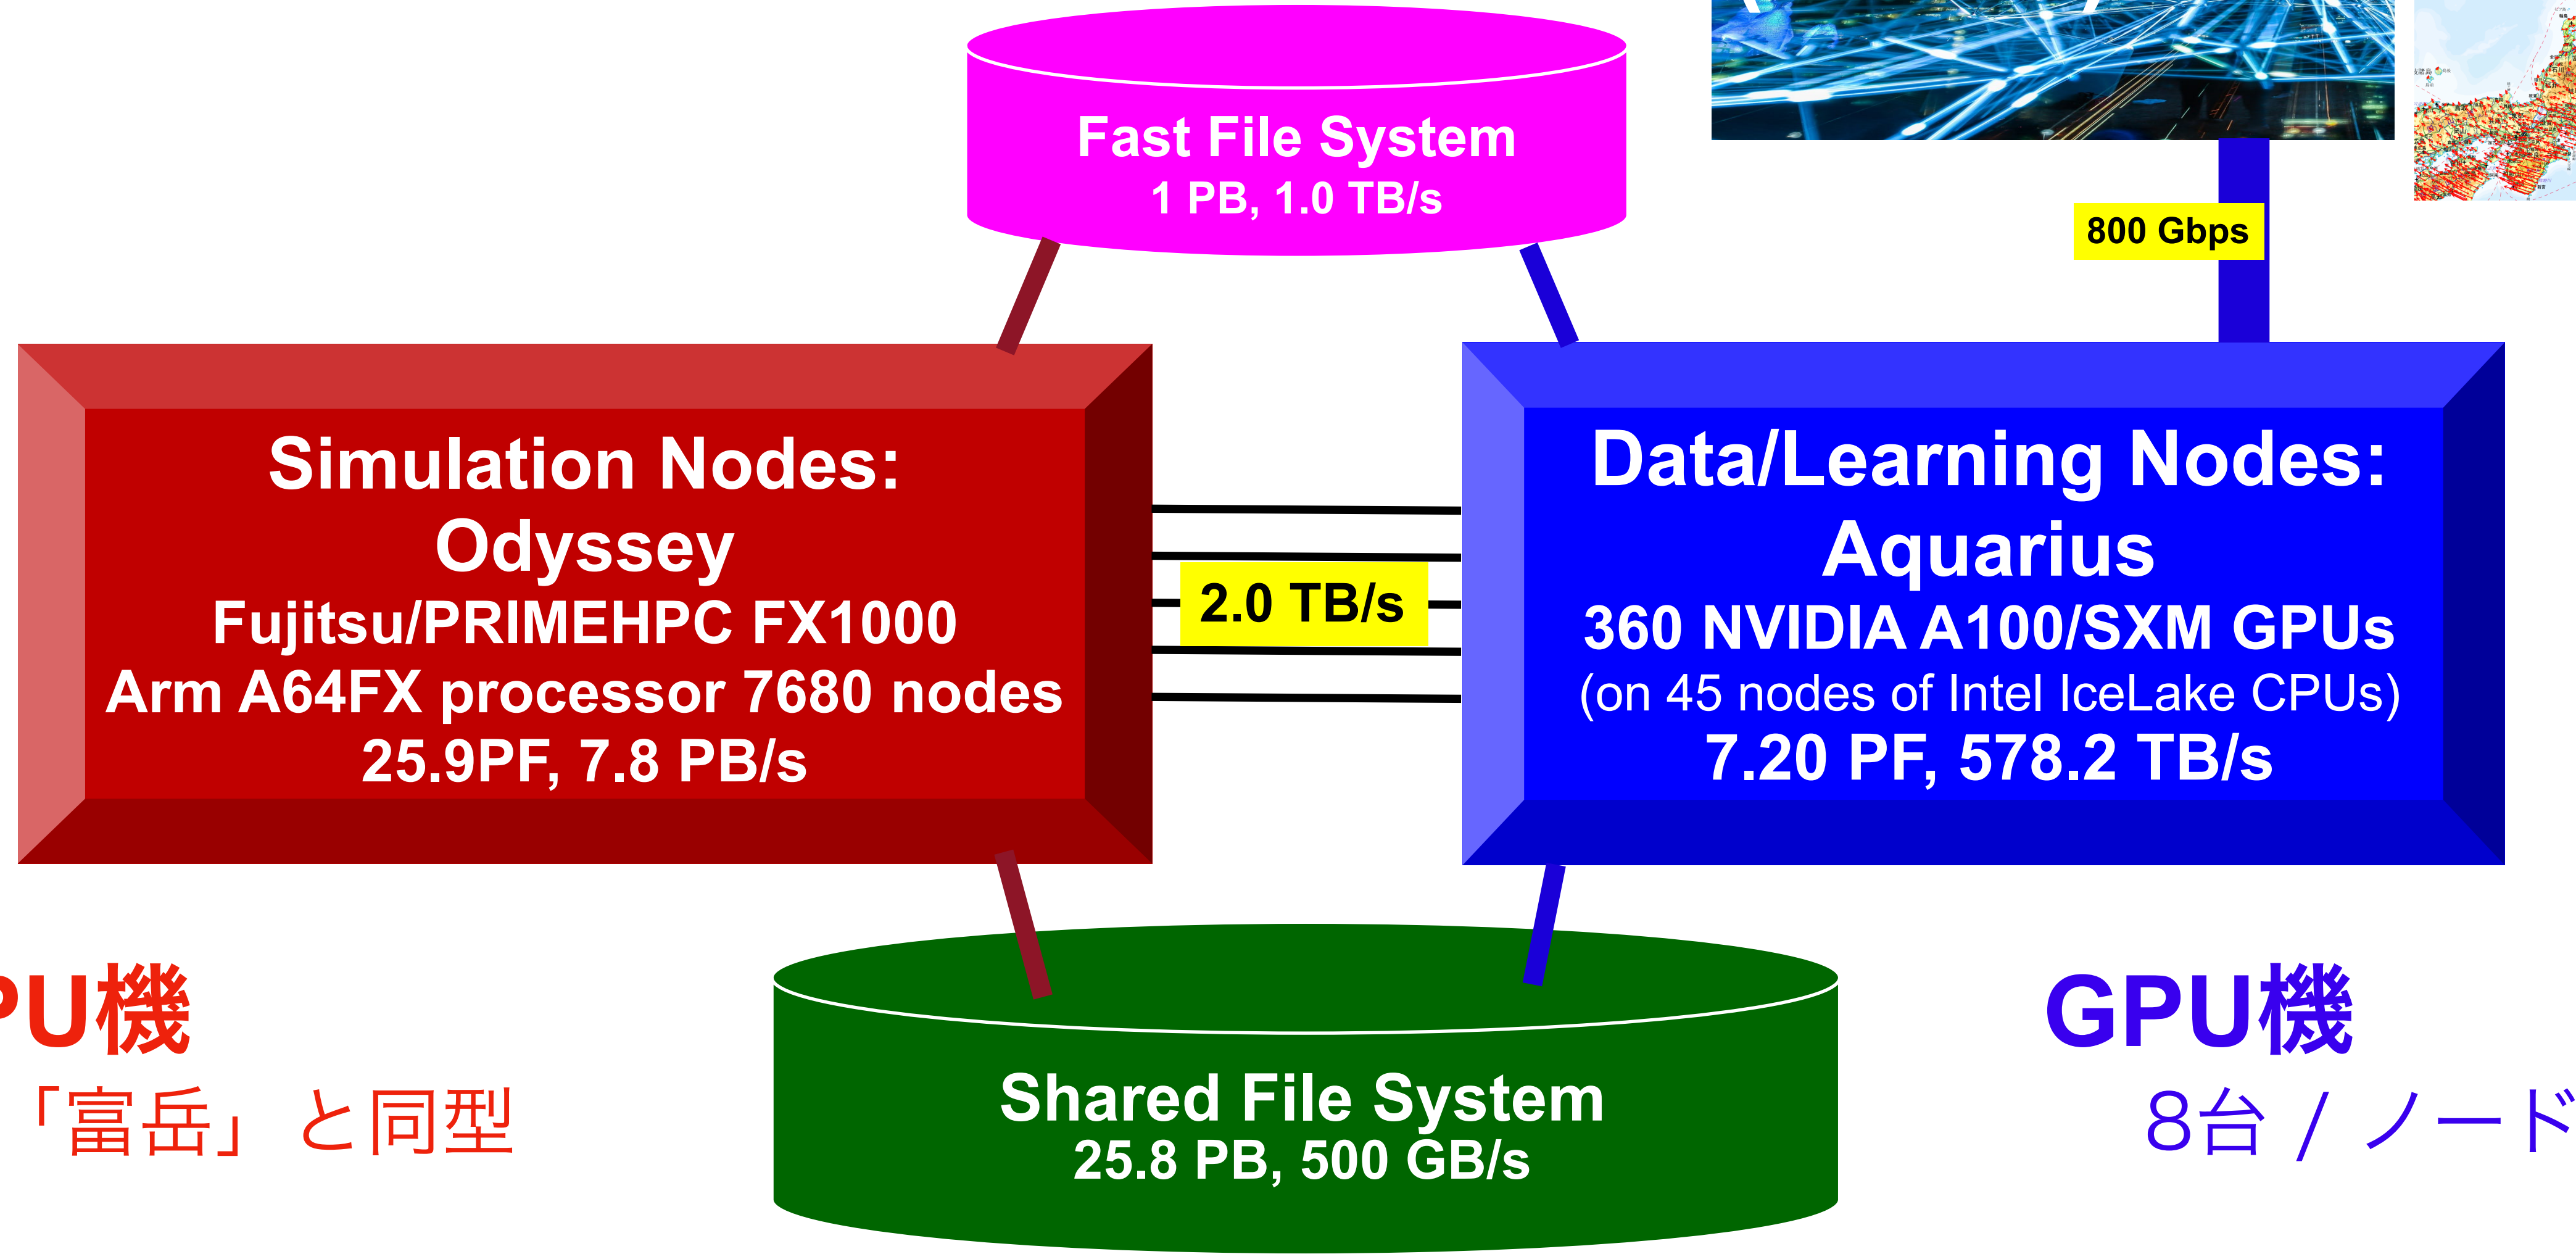 Fast File System
1 PB, 1.0 TB/s
800 Gbps
Simulation Nodes:
Odyssey
Fujitsu/PRIMEHPC FX1000
Arm A64FX processor 7680 nodes
25.9PF, 7.8 PB/s
2.0 TB/s
Data/Learning Nodes:
Aquarius
360 NVIDIA A100/SXM GPUs
(on 45 nodes of Intel IceLake CPUs)
7.20 PF, 578.2 TB/s
PU機
「富岳」と同型
Shared File System
25.8 PB, 500 GB/s
GPU機
8台 / ノード